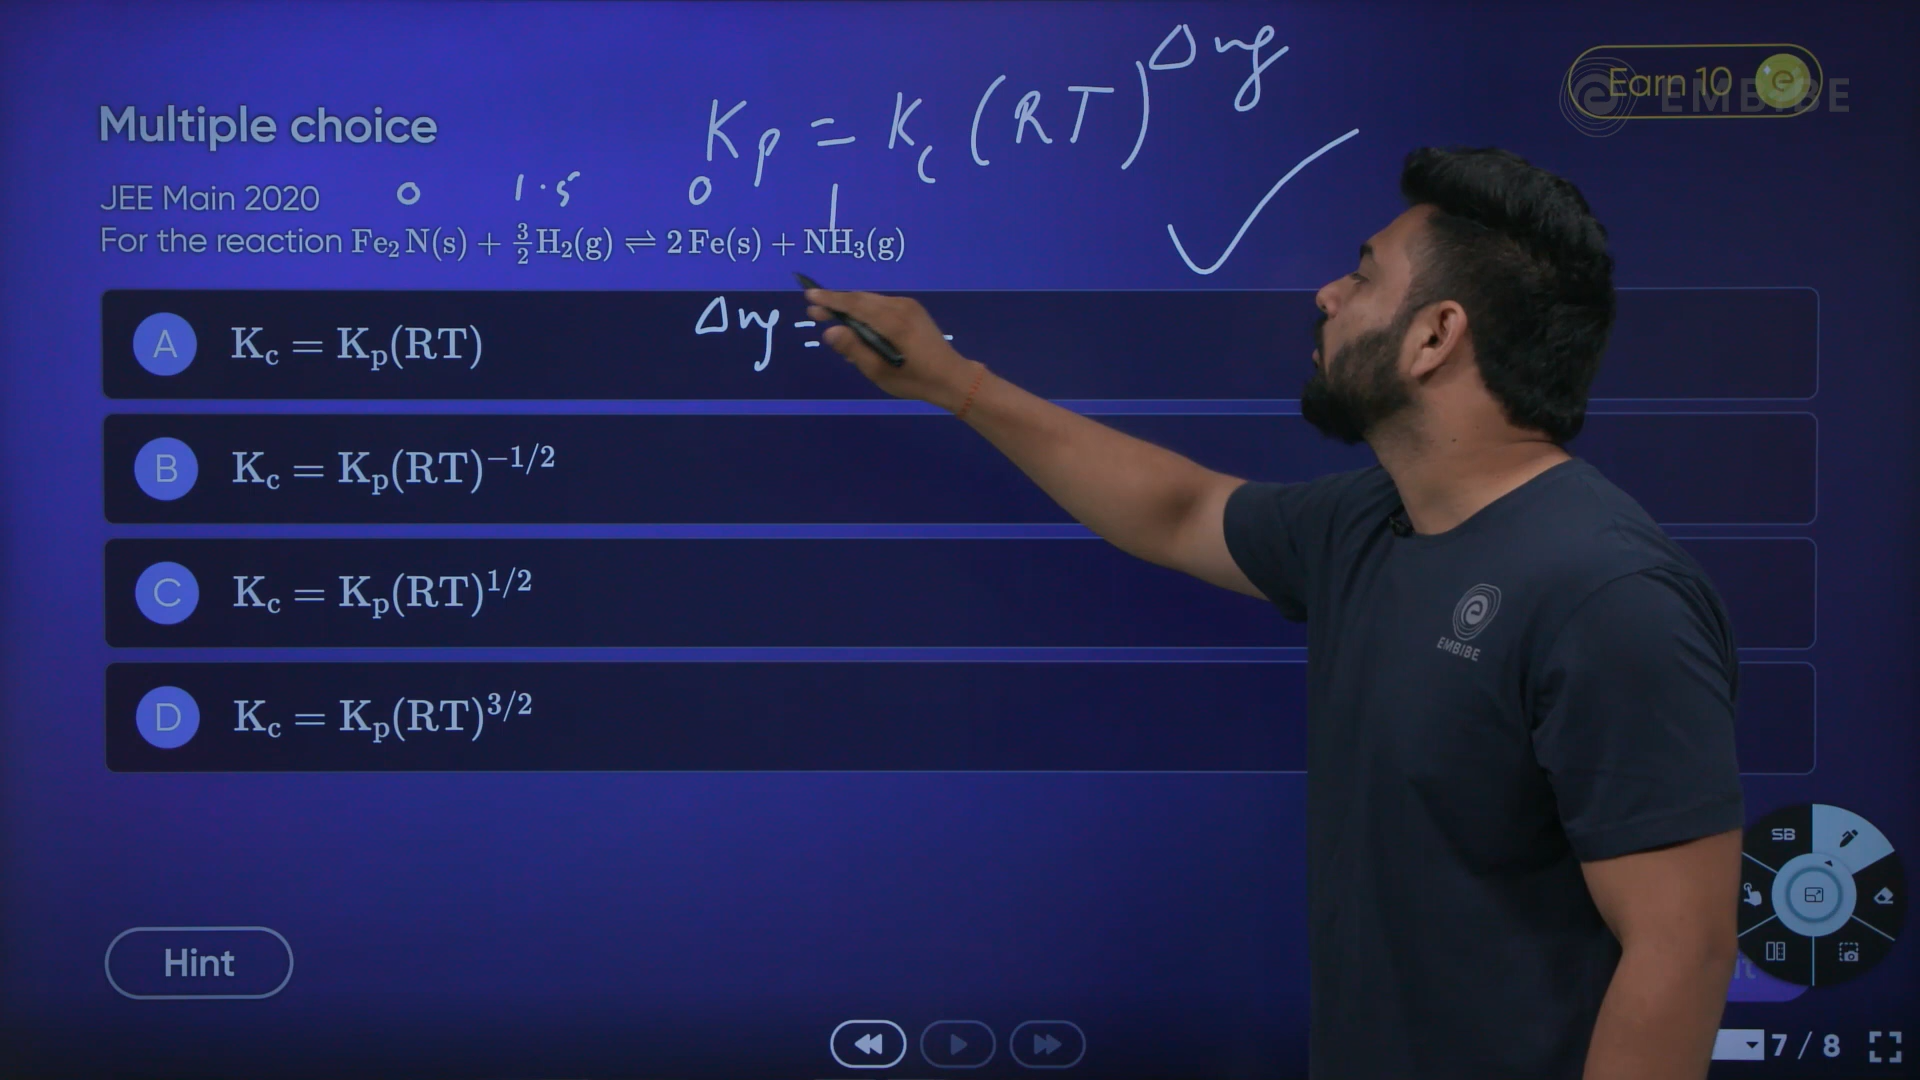 Earn 10 e
EMBIBE
Multiple choice
Kp = Kc (RT)^Δng
JEE Main 2020
0 1.5 0 1
For the reaction Fe₂N(s) + 3/2 H₂(g) ⇌ 2 Fe(s) + NH₃(g)
Δng =
A Kc = Kp(RT)
B Kc = Kp(RT)^−1/2
C Kc = Kp(RT)^1/2
D Kc = Kp(RT)^3/2
EMBIBE
SB
Hint
7 / 8